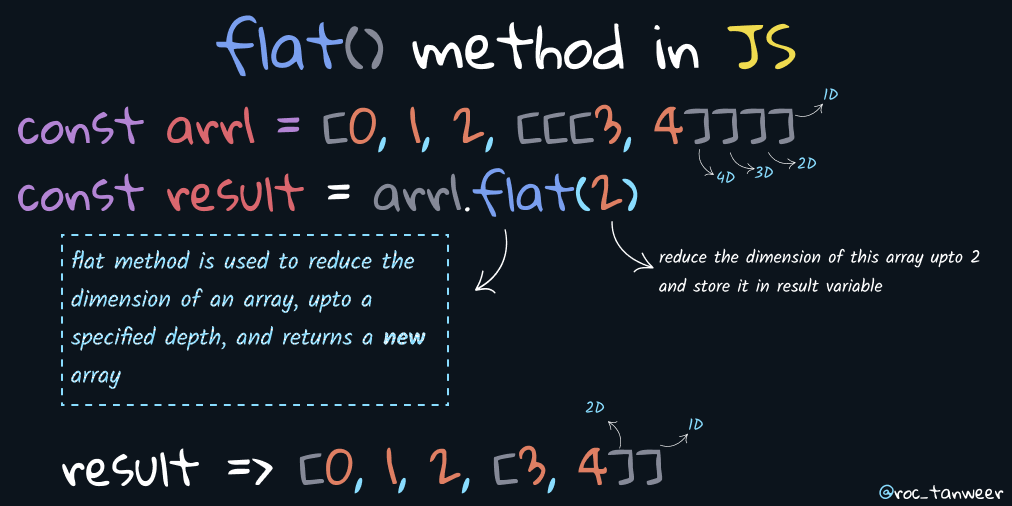 flat() method in JS
const arr1 = [0, 1, 2, [[[3, 4]]]]
1D
4D
3D
2D
const result = arr1.flat(2)
flat method is used to reduce the
dimension of an array, upto a
specified depth, and returns a new
array
reduce the dimension of this array upto 2
and store it in result variable
2D
1D
result => [0, 1, 2, [3, 4]]
@roc_tanweer